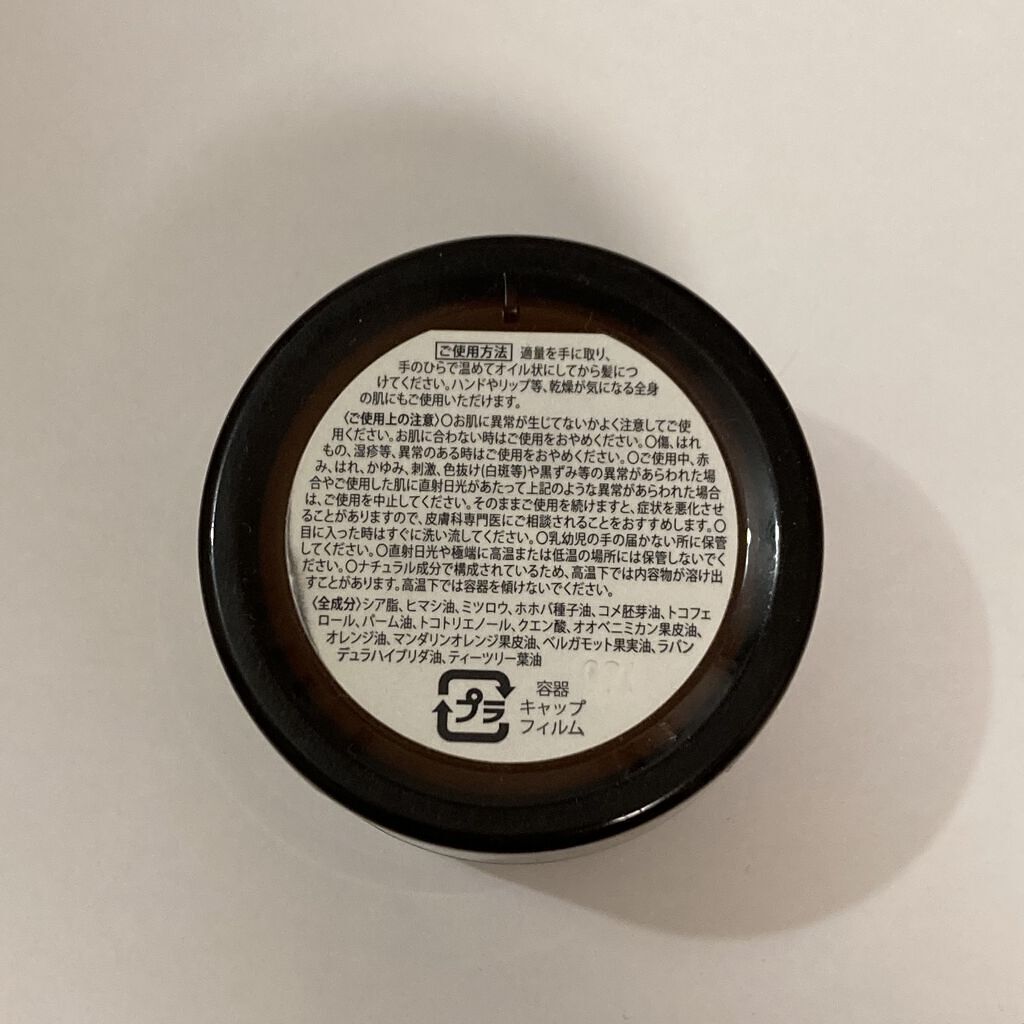 ご使用方法 適量を手に取り、
手のひらで温めてオイル状にしてから髪につ
けてください。ハンドやリップ等、乾燥が気になる全身
の肌にもご使用いただけます。
〈ご使用上の注意〉〇お肌に異常が生じてないかよく注意してご使
用ください。お肌に合わない時はご使用をおやめください。〇傷、はれ
もの、湿疹等、異常のある時はご使用をおやめください。〇ご使用中、赤
み、はれ、かゆみ、刺激、色抜け(白斑等)や黒ずみ等の異常があらわれた場
合やご使用した肌に直射日光があたって上記のような異常があらわれた場合
は、ご使用を中止してください。そのままご使用を続けますと、症状を悪化させ
ることがありますので、皮膚科専門医にご相談されることをおすすめします。〇
目に入った時はすぐに洗い流してください。〇乳幼児の手の届かない所に保管
してください。〇直射日光や極端に高温または低温の場所には保管しないでく
ださい。〇ナチュラル成分で構成されているため、高温下では内容物が溶け出
すことがあります。高温下では容器を傾けないでください。
〈全成分〉シア脂、ヒマシ油、ミツロウ、ホホバ種子油、コメ胚芽油、トコフェ
ロール、パーム油、トコトリエノール、クエン酸、オオベニミカン果皮油、
オレンジ油、マンダリンオレンジ果皮油、ベルガモット果実油、ラバン
デュラハイブリダ油、ティーツリー葉油
プラ
容器
キャップ
フィルム